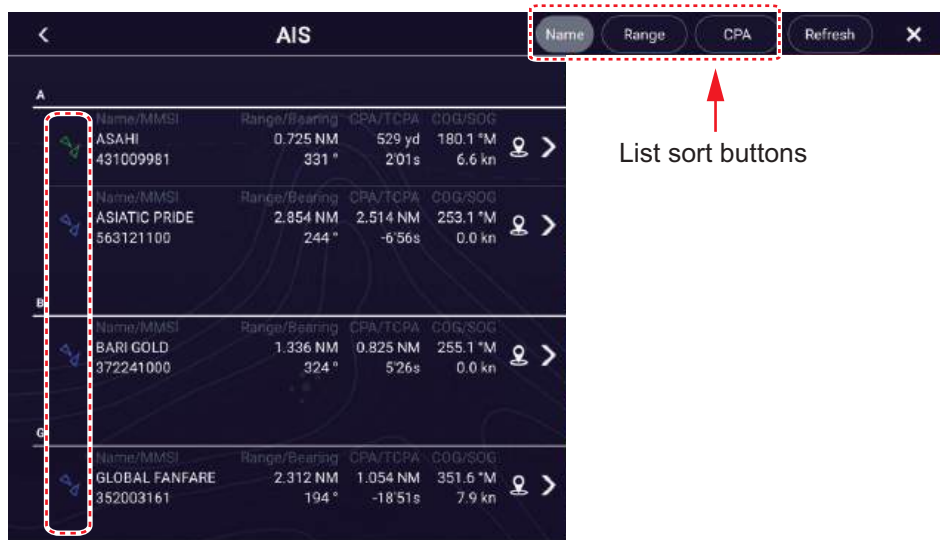 AIS Name Range CPA Refresh
List sort buttons
A
Name/MMSI Range/Bearing CPA/TCPA COG/SOG
ASAHI 0.725 NM 529 yd 180.1 °M
431009981 331 ° 2'01s 6.6 kn
Name/MMSI Range/Bearing CPA/TCPA COG/SOG
ASIATIC PRIDE 2.854 NM 2.514 NM 253.1 °M
563121100 244 ° -6'56s 0.0 kn
B
Name/MMSI Range/Bearing CPA/TCPA COG/SOG
BARI GOLD 1.336 NM 0.825 NM 255.1 °M
372241000 324 ° 5'26s 0.0 kn
G
Name/MMSI Range/Bearing CPA/TCPA COG/SOG
GLOBAL FANFARE 2.312 NM 1.054 NM 351.6 °M
352003161 194 ° -18'51s 7.9 kn